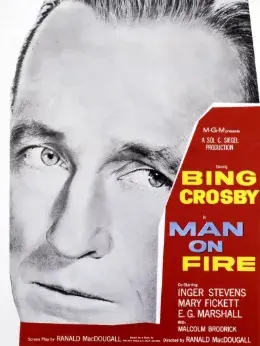 M-G-M presents
A SOL C. SIEGEL
PRODUCTION
Starring
BING
CROSBY
in
MAN
ON
FIRE
Co-Starring
INGER STEVENS
MARY FICKETT
E.G. MARSHALL
With
MALCOLM BRODRICK
Screen Play by RANALD MacDOUGALL
Directed by RANALD MacDOUGALL